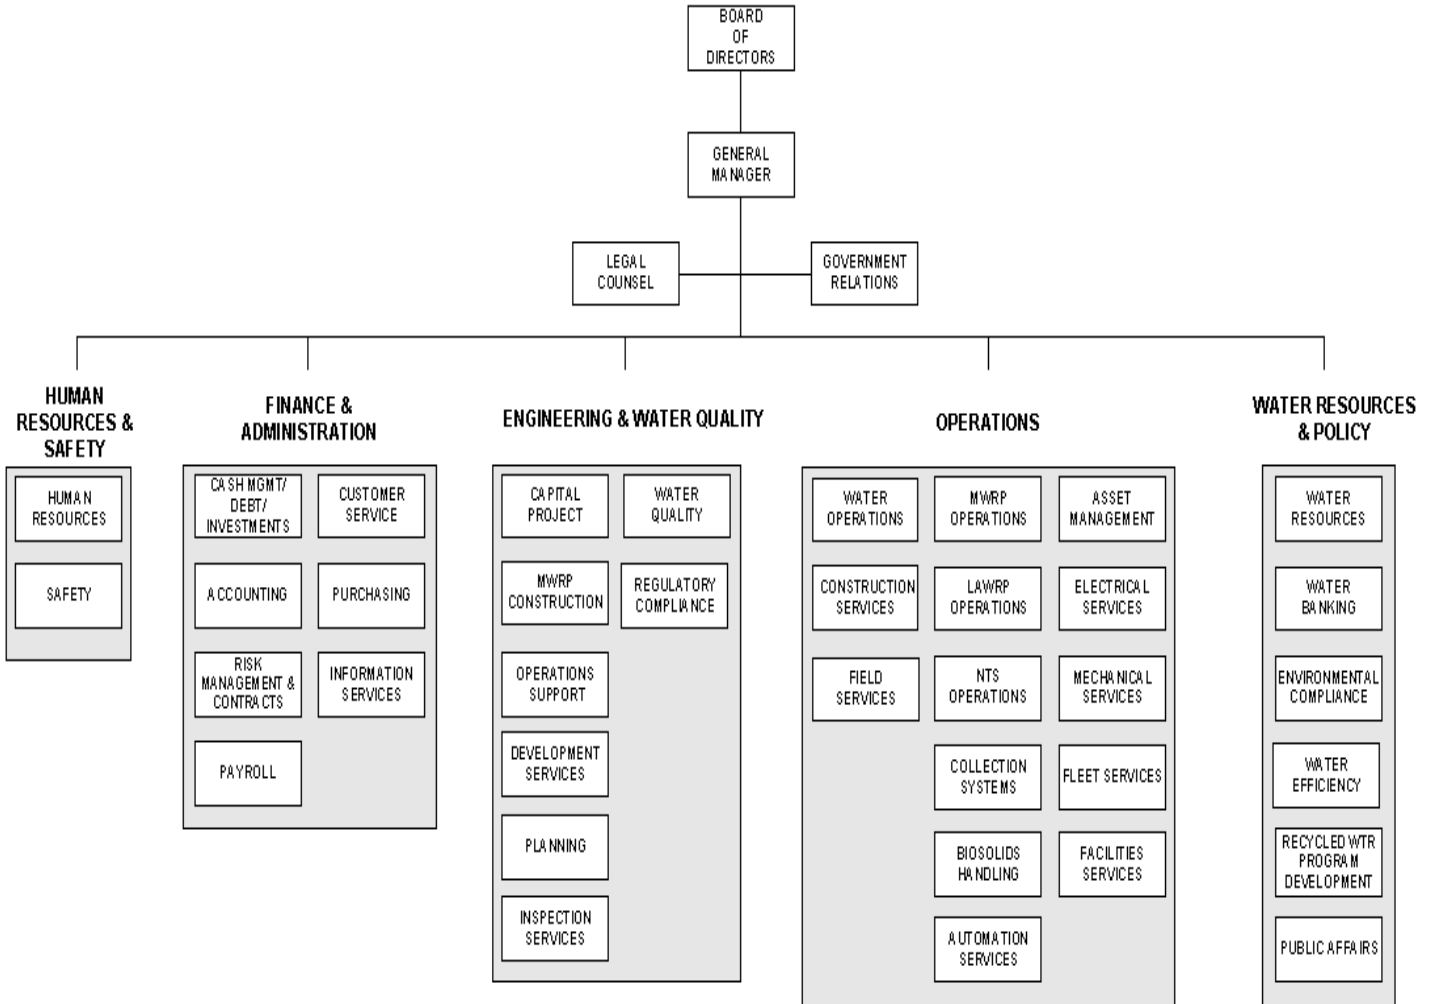 BOARD
OF
DIRECTORS
GENERAL
MANAGER
LEGAL
COUNSEL
GOVERNMENT
RELATIONS
HUMAN
RESOURCES &
SAFETY
HUMAN
RESOURCES
SAFETY
FINANCE &
ADMINISTRATION
CASH MGMT/
DEBT/
INVESTMENTS
CUSTOMER
SERVICE
ACCOUNTING
PURCHASING
RISK
MANAGEMENT &
CONTRACTS
INFORMATION
SERVICES
PAYROLL
ENGINEERING & WATER QUALITY
CAPITAL
PROJECT
WATER
QUALITY
MWRP
CONSTRUCTION
REGULATORY
COMPLIANCE
OPERATIONS
SUPPORT
DEVELOPMENT
SERVICES
PLANNING
INSPECTION
SERVICES
OPERATIONS
WATER
OPERATIONS
MWRP
OPERATIONS
ASSET
MANAGEMENT
CONSTRUCTION
SERVICES
LAWRP
OPERATIONS
ELECTRICAL
SERVICES
FIELD
SERVICES
NTS
OPERATIONS
MECHANICAL
SERVICES
COLLECTION
SYSTEMS
FLEET SERVICES
BIOSOLIDS
HANDLING
FACILITIES
SERVICES
AUTOMATION
SERVICES
WATER RESOURCES
& POLICY
WATER
RESOURCES
WATER
BANKING
ENVIRONMENTAL
COMPLIANCE
WATER
EFFICIENCY
RECYCLED WTR
PROGRAM
DEVELOPMENT
PUBLIC AFFAIRS